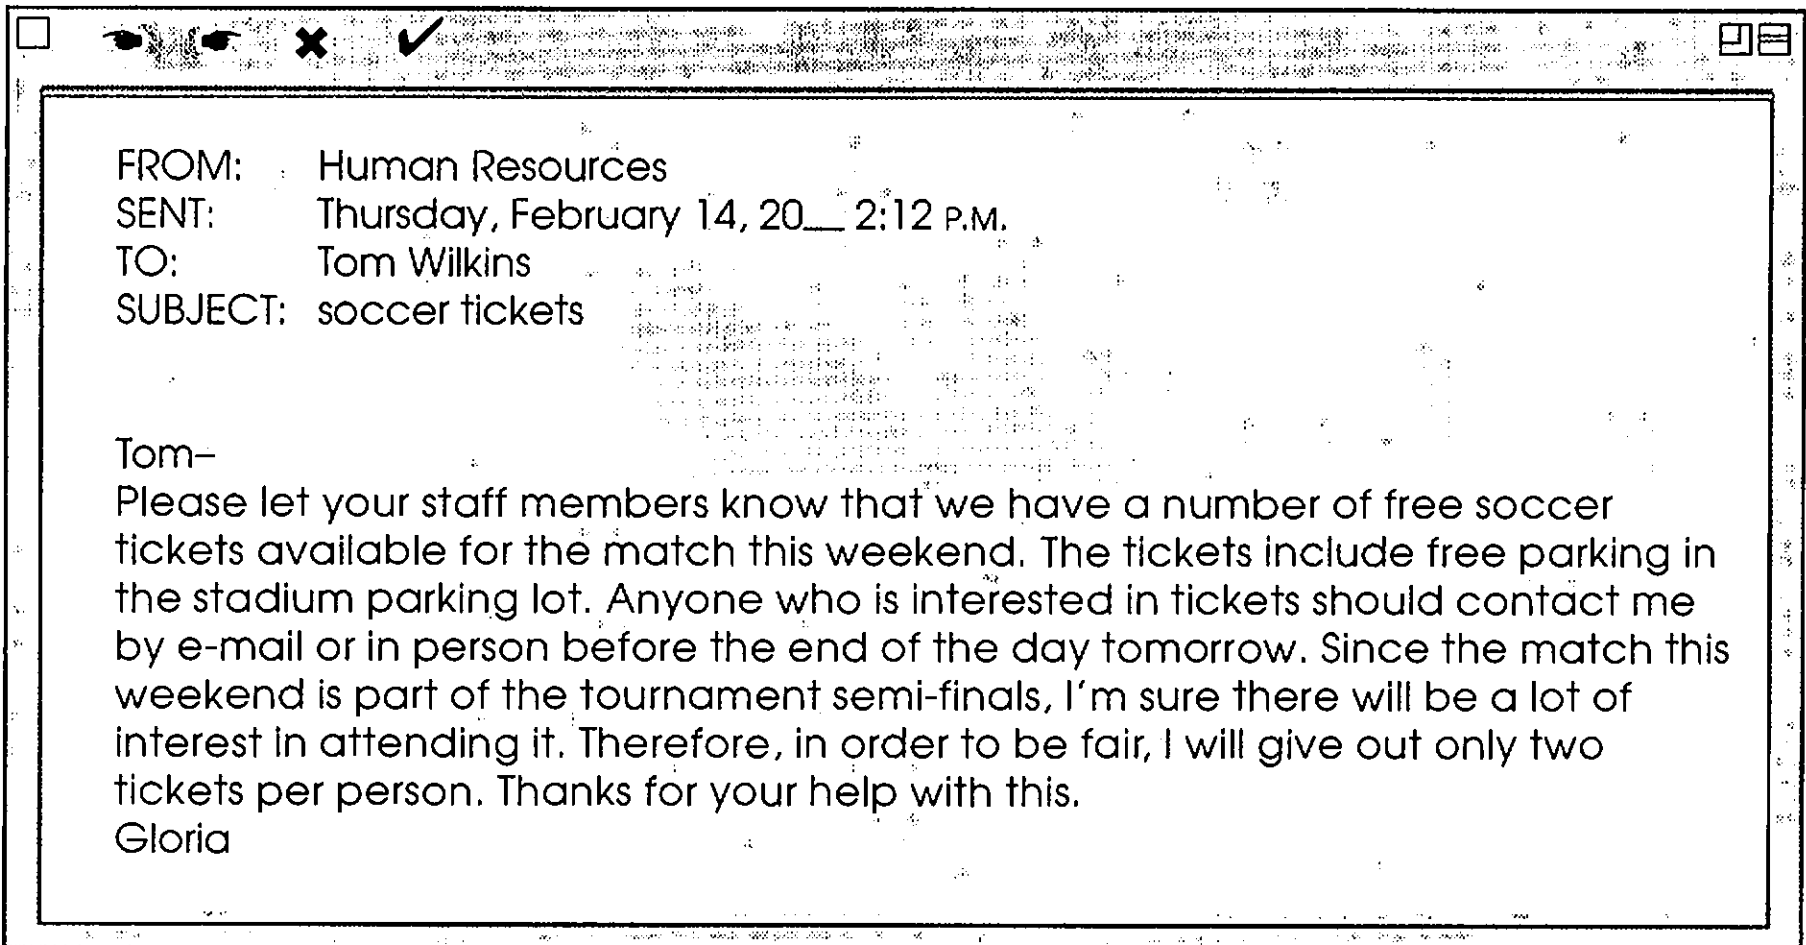 FROM: Human Resources
SENT: Thursday, February 14, 20__ 2:12 P.M.
TO: Tom Wilkins
SUBJECT: soccer tickets
Tom–
Please let your staff members know that we have a number of free soccer
tickets available for the match this weekend. The tickets include free parking in
the stadium parking lot. Anyone who is interested in tickets should contact me
by e-mail or in person before the end of the day tomorrow. Since the match this
weekend is part of the tournament semi-finals, I'm sure there will be a lot of
interest in attending it. Therefore, in order to be fair, I will give out only two
tickets per person. Thanks for your help with this.
Gloria